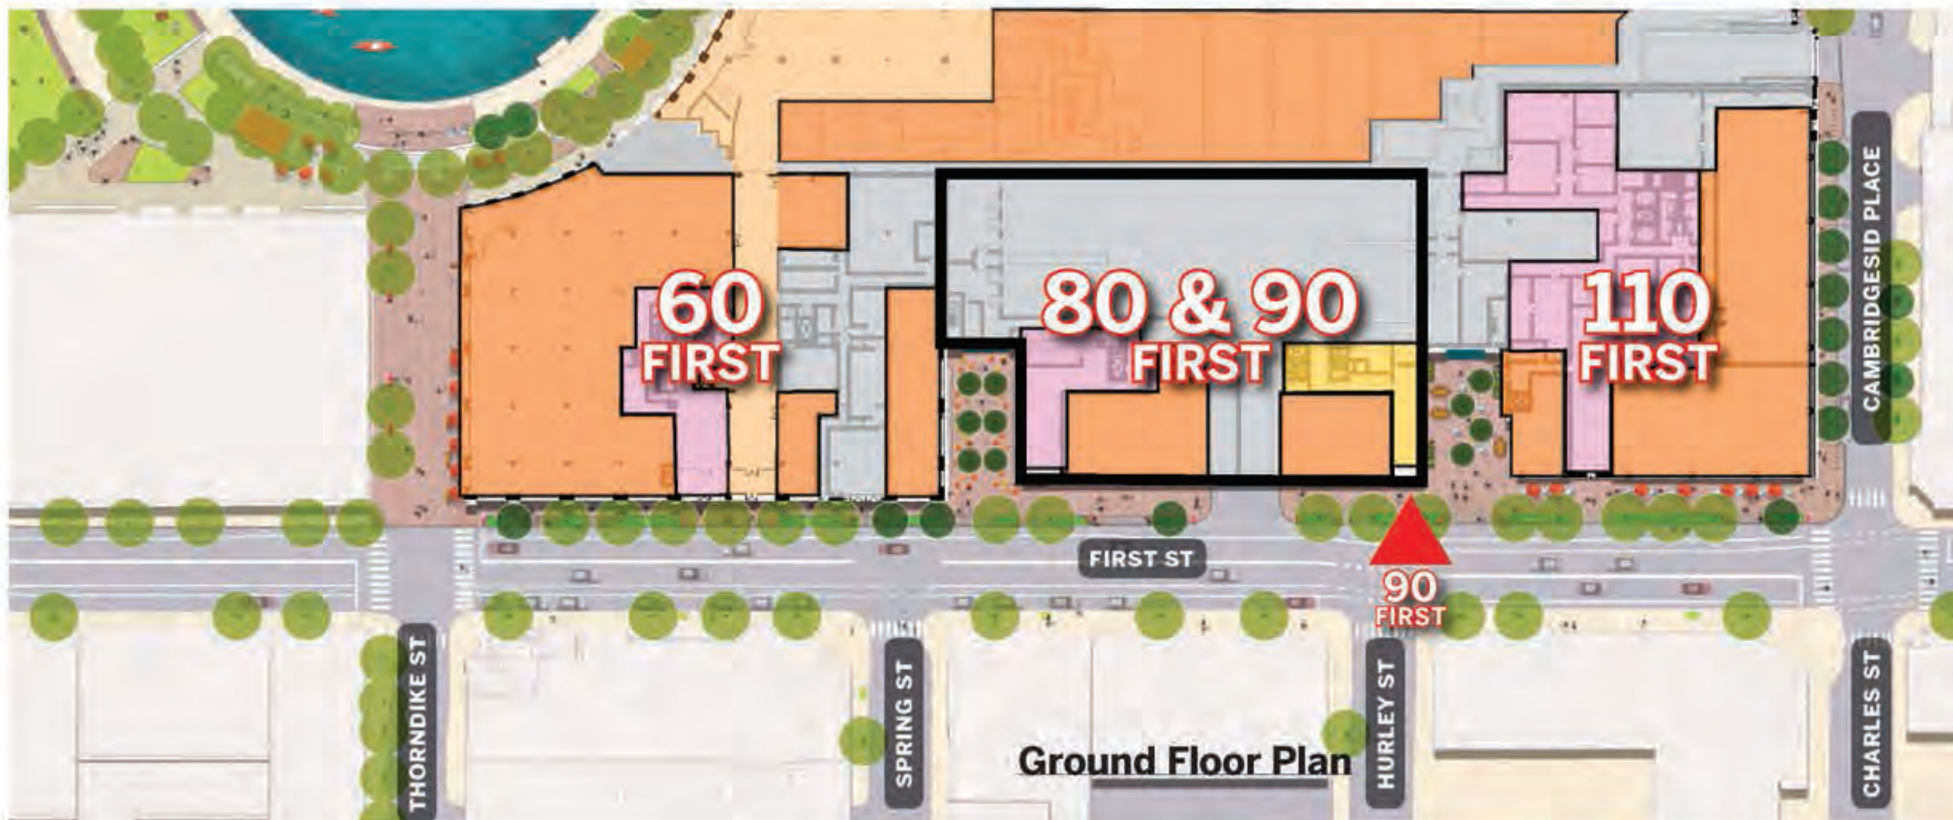 60
FIRST
80 & 90
FIRST
110
FIRST
CAMBRIDGESID PLACE
FIRST ST
90
FIRST
THORNDIKE ST
SPRING ST
HURLEY ST
CHARLES ST
Ground Floor Plan